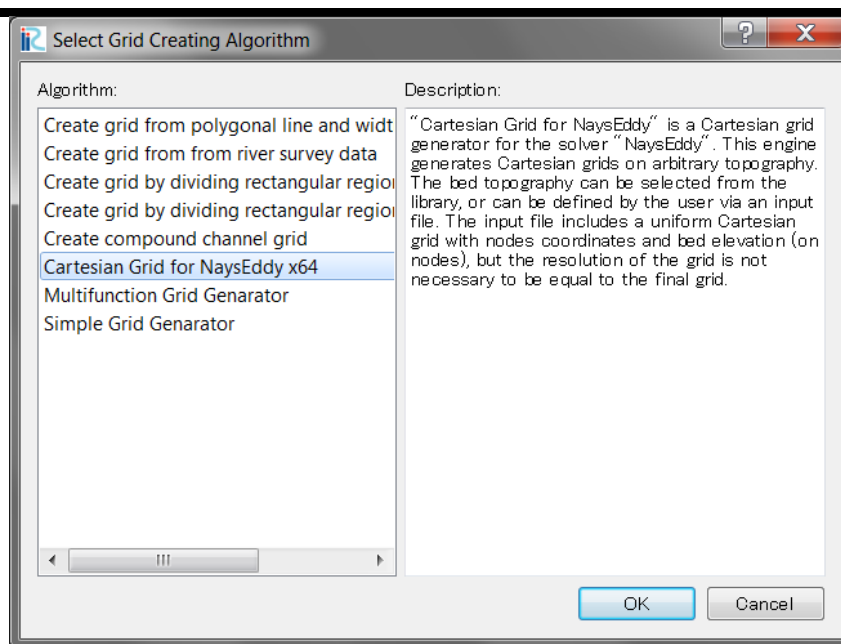 Select Grid Creating Algorithm
Algorithm:
Create grid from polygonal line and widt
Create grid from from river survey data
Create grid by dividing rectangular region
Create grid by dividing rectangular region
Create compound channel grid
Cartesian Grid for NaysEddy x64
Multifunction Grid Genarator
Simple Grid Genarator
Description:
"Cartesian Grid for NaysEddy" is a Cartesian grid
generator for the solver "NaysEddy". This engine
generates Cartesian grids on arbitrary topography.
The bed topography can be selected from the
library, or can be defined by the user via an input
file. The input file includes a uniform Cartesian
grid with nodes coordinates and bed elevation (on
nodes), but the resolution of the grid is not
necessary to be equal to the final grid.
OK
Cancel